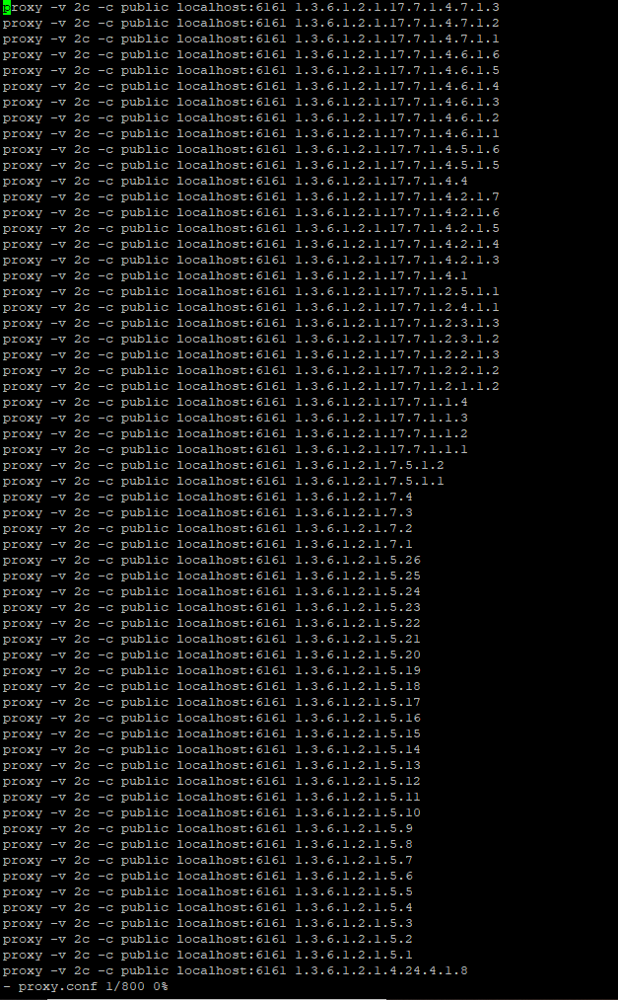 proxy -v 2c -c public localhost:6161 1.3.6.1.2.1.17.7.1.4.7.1.3
proxy -v 2c -c public localhost:6161 1.3.6.1.2.1.17.7.1.4.7.1.2
proxy -v 2c -c public localhost:6161 1.3.6.1.2.1.17.7.1.4.7.1.1
proxy -v 2c -c public localhost:6161 1.3.6.1.2.1.17.7.1.4.6.1.6
proxy -v 2c -c public localhost:6161 1.3.6.1.2.1.17.7.1.4.6.1.5
proxy -v 2c -c public localhost:6161 1.3.6.1.2.1.17.7.1.4.6.1.4
proxy -v 2c -c public localhost:6161 1.3.6.1.2.1.17.7.1.4.6.1.3
proxy -v 2c -c public localhost:6161 1.3.6.1.2.1.17.7.1.4.6.1.2
proxy -v 2c -c public localhost:6161 1.3.6.1.2.1.17.7.1.4.6.1.1
proxy -v 2c -c public localhost:6161 1.3.6.1.2.1.17.7.1.4.5.1.6
proxy -v 2c -c public localhost:6161 1.3.6.1.2.1.17.7.1.4.5.1.5
proxy -v 2c -c public localhost:6161 1.3.6.1.2.1.17.7.1.4.4
proxy -v 2c -c public localhost:6161 1.3.6.1.2.1.17.7.1.4.2.1.7
proxy -v 2c -c public localhost:6161 1.3.6.1.2.1.17.7.1.4.2.1.6
proxy -v 2c -c public localhost:6161 1.3.6.1.2.1.17.7.1.4.2.1.5
proxy -v 2c -c public localhost:6161 1.3.6.1.2.1.17.7.1.4.2.1.4
proxy -v 2c -c public localhost:6161 1.3.6.1.2.1.17.7.1.4.2.1.3
proxy -v 2c -c public localhost:6161 1.3.6.1.2.1.17.7.1.4.1
proxy -v 2c -c public localhost:6161 1.3.6.1.2.1.17.7.1.2.5.1.1
proxy -v 2c -c public localhost:6161 1.3.6.1.2.1.17.7.1.2.4.1.1
proxy -v 2c -c public localhost:6161 1.3.6.1.2.1.17.7.1.2.3.1.3
proxy -v 2c -c public localhost:6161 1.3.6.1.2.1.17.7.1.2.3.1.2
proxy -v 2c -c public localhost:6161 1.3.6.1.2.1.17.7.1.2.2.1.3
proxy -v 2c -c public localhost:6161 1.3.6.1.2.1.17.7.1.2.2.1.2
proxy -v 2c -c public localhost:6161 1.3.6.1.2.1.17.7.1.2.1.1.2
proxy -v 2c -c public localhost:6161 1.3.6.1.2.1.17.7.1.1.4
proxy -v 2c -c public localhost:6161 1.3.6.1.2.1.17.7.1.1.3
proxy -v 2c -c public localhost:6161 1.3.6.1.2.1.17.7.1.1.2
proxy -v 2c -c public localhost:6161 1.3.6.1.2.1.17.7.1.1.1
proxy -v 2c -c public localhost:6161 1.3.6.1.2.1.7.5.1.2
proxy -v 2c -c public localhost:6161 1.3.6.1.2.1.7.5.1.1
proxy -v 2c -c public localhost:6161 1.3.6.1.2.1.7.4
proxy -v 2c -c public localhost:6161 1.3.6.1.2.1.7.3
proxy -v 2c -c public localhost:6161 1.3.6.1.2.1.7.2
proxy -v 2c -c public localhost:6161 1.3.6.1.2.1.7.1
proxy -v 2c -c public localhost:6161 1.3.6.1.2.1.5.26
proxy -v 2c -c public localhost:6161 1.3.6.1.2.1.5.25
proxy -v 2c -c public localhost:6161 1.3.6.1.2.1.5.24
proxy -v 2c -c public localhost:6161 1.3.6.1.2.1.5.23
proxy -v 2c -c public localhost:6161 1.3.6.1.2.1.5.22
proxy -v 2c -c public localhost:6161 1.3.6.1.2.1.5.21
proxy -v 2c -c public localhost:6161 1.3.6.1.2.1.5.20
proxy -v 2c -c public localhost:6161 1.3.6.1.2.1.5.19
proxy -v 2c -c public localhost:6161 1.3.6.1.2.1.5.18
proxy -v 2c -c public localhost:6161 1.3.6.1.2.1.5.17
proxy -v 2c -c public localhost:6161 1.3.6.1.2.1.5.16
proxy -v 2c -c public localhost:6161 1.3.6.1.2.1.5.15
proxy -v 2c -c public localhost:6161 1.3.6.1.2.1.5.14
proxy -v 2c -c public localhost:6161 1.3.6.1.2.1.5.13
proxy -v 2c -c public localhost:6161 1.3.6.1.2.1.5.12
proxy -v 2c -c public localhost:6161 1.3.6.1.2.1.5.11
proxy -v 2c -c public localhost:6161 1.3.6.1.2.1.5.10
proxy -v 2c -c public localhost:6161 1.3.6.1.2.1.5.9
proxy -v 2c -c public localhost:6161 1.3.6.1.2.1.5.8
proxy -v 2c -c public localhost:6161 1.3.6.1.2.1.5.7
proxy -v 2c -c public localhost:6161 1.3.6.1.2.1.5.6
proxy -v 2c -c public localhost:6161 1.3.6.1.2.1.5.5
proxy -v 2c -c public localhost:6161 1.3.6.1.2.1.5.4
proxy -v 2c -c public localhost:6161 1.3.6.1.2.1.5.3
proxy -v 2c -c public localhost:6161 1.3.6.1.2.1.5.2
proxy -v 2c -c public localhost:6161 1.3.6.1.2.1.5.1
proxy -v 2c -c public localhost:6161 1.3.6.1.2.1.4.24.4.1.8
- proxy.conf 1/800 0%